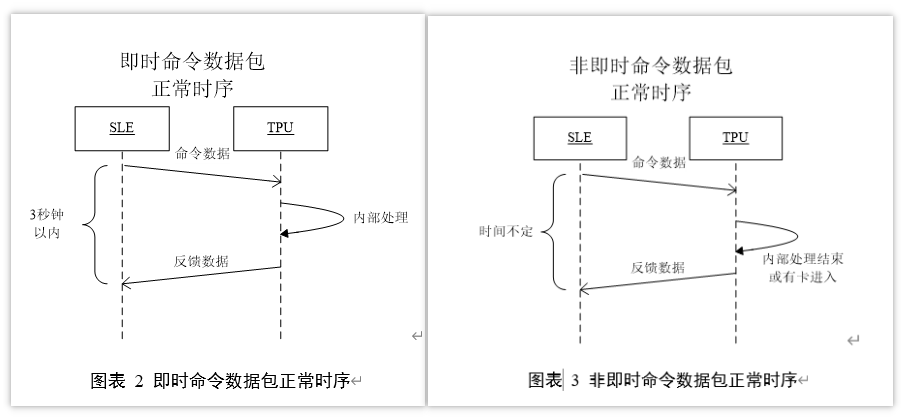 即时命令数据包
正常时序
SLE
TPU
命令数据
3秒钟
以内
内部处理
反馈数据
图表 2 即时命令数据包正常时序
非即时命令数据包
正常时序
SLE
TPU
命令数据
时间不定
内部处理结束
或有卡进入
反馈数据
图表 3 非即时命令数据包正常时序